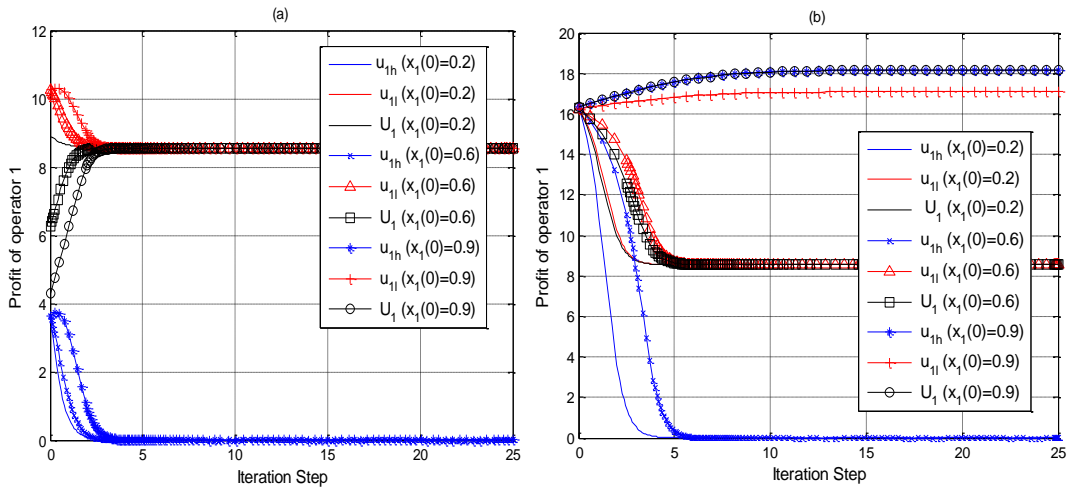 (a)
12
10
8
6
4
2
0
0 5 10 15 20 25
Profit of operator 1
Iteration Step
u1h (x1(0)=0.2)
u1l (x1(0)=0.2)
U1 (x1(0)=0.2)
u1h (x1(0)=0.6)
u1l (x1(0)=0.6)
U1 (x1(0)=0.6)
u1h (x1(0)=0.9)
u1l (x1(0)=0.9)
U1 (x1(0)=0.9)
(b)
20
18
16
14
12
10
8
6
4
2
0
0 5 10 15 20 25
Profit of operator 1
Iteration Step
u1h (x1(0)=0.2)
u1l (x1(0)=0.2)
U1 (x1(0)=0.2)
u1h (x1(0)=0.6)
u1l (x1(0)=0.6)
U1 (x1(0)=0.6)
u1h (x1(0)=0.9)
u1l (x1(0)=0.9)
U1 (x1(0)=0.9)